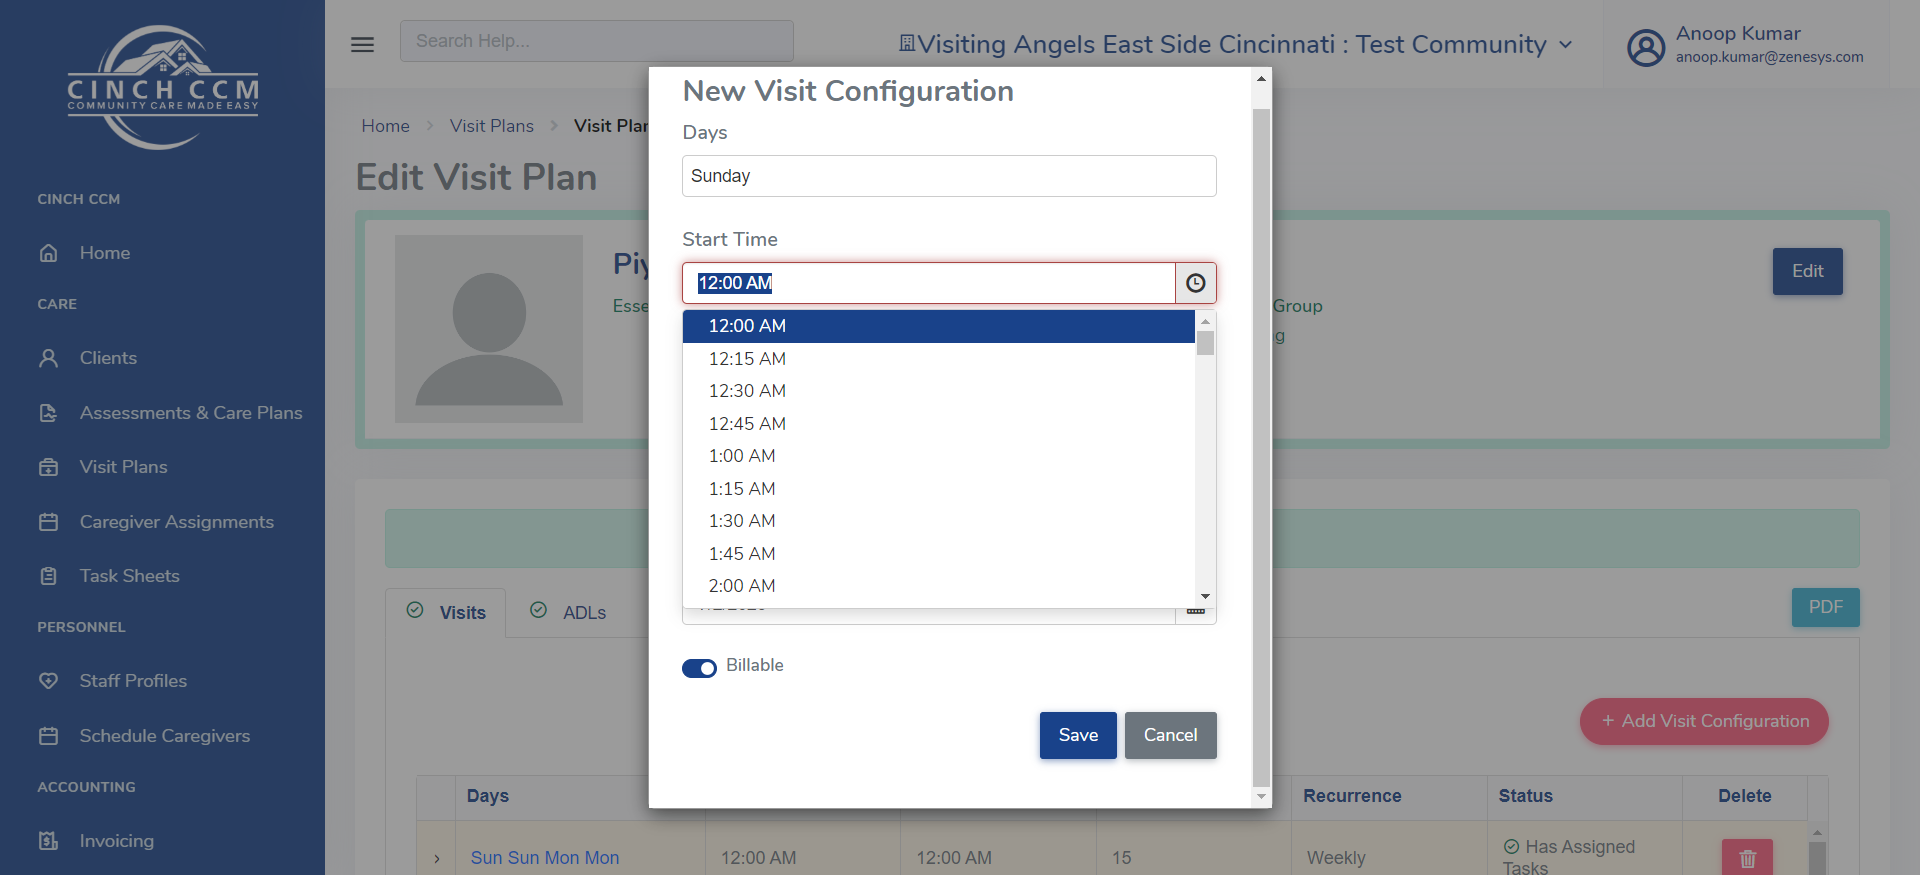 CINCH CCM
COMMUNITY CARE MADE EASY
CINCH CCM
Home
CARE
Clients
Assessments & Care Plans
Visit Plans
Caregiver Assignments
Task Sheets
PERSONNEL
Staff Profiles
Schedule Caregivers
ACCOUNTING
Invoicing
Search Help...
Visiting Angels East Side Cincinnati : Test Community
Anoop Kumar
anoop.kumar@zenesys.com
Home > Visit Plans > Visit Plan
Edit Visit Plan
Edit
Group
Visits
ADLs
PDF
+ Add Visit Configuration
Days
Recurrence
Status
Delete
Sun Sun Mon Mon
12:00 AM
12:00 AM
15
Weekly
Has Assigned
Tasks
New Visit Configuration
Days
Sunday
Start Time
12:00 AM
12:00 AM
12:15 AM
12:30 AM
12:45 AM
1:00 AM
1:15 AM
1:30 AM
1:45 AM
2:00 AM
Billable
Save
Cancel